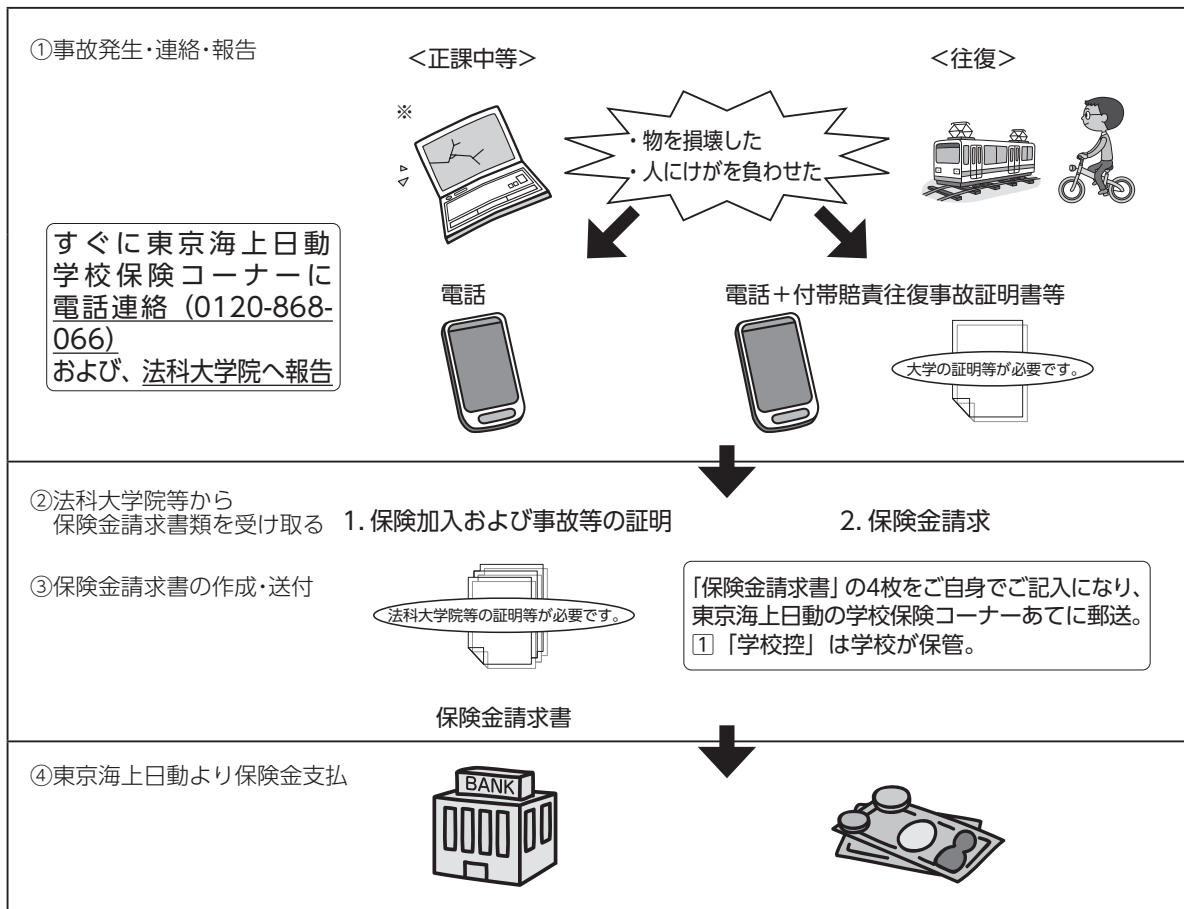 ①事故発生・連絡・報告
＜正課中等＞
＜往復＞
※
・物を損壊した
・人にけがを負わせた
すぐに東京海上日動
学校保険コーナーに
電話連絡（0120-868-
066）
および、法科大学院へ報告
電話
電話＋付帯賠責往復事故証明書等
大学の証明等が必要です。
②法科大学院等から
保険金請求書類を受け取る
1. 保険加入および事故等の証明
2. 保険金請求
③保険金請求書の作成・送付
法科大学院等の証明等が必要です。
「保険金請求書」の4枚をご自身でご記入になり、
東京海上日動の学校保険コーナーあてに郵送。
1 「学校控」は学校が保管。
保険金請求書
④東京海上日動より保険金支払
BANK